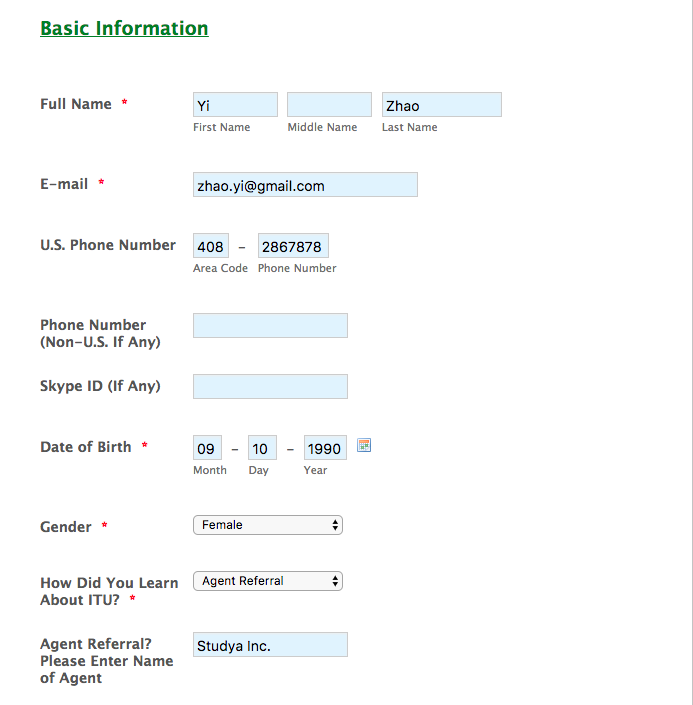 Basic Information
Full Name * Yi Zhao
First Name Middle Name Last Name
E-mail * zhao.yi@gmail.com
U.S. Phone Number 408 - 2867878
Area Code Phone Number
Phone Number
(Non-U.S. If Any)
Skype ID (If Any)
Date of Birth * 09 - 10 - 1990
Month Day Year
Gender * Female
How Did You Learn Agent Referral
About ITU? *
Agent Referral? Studya Inc.
Please Enter Name
of Agent